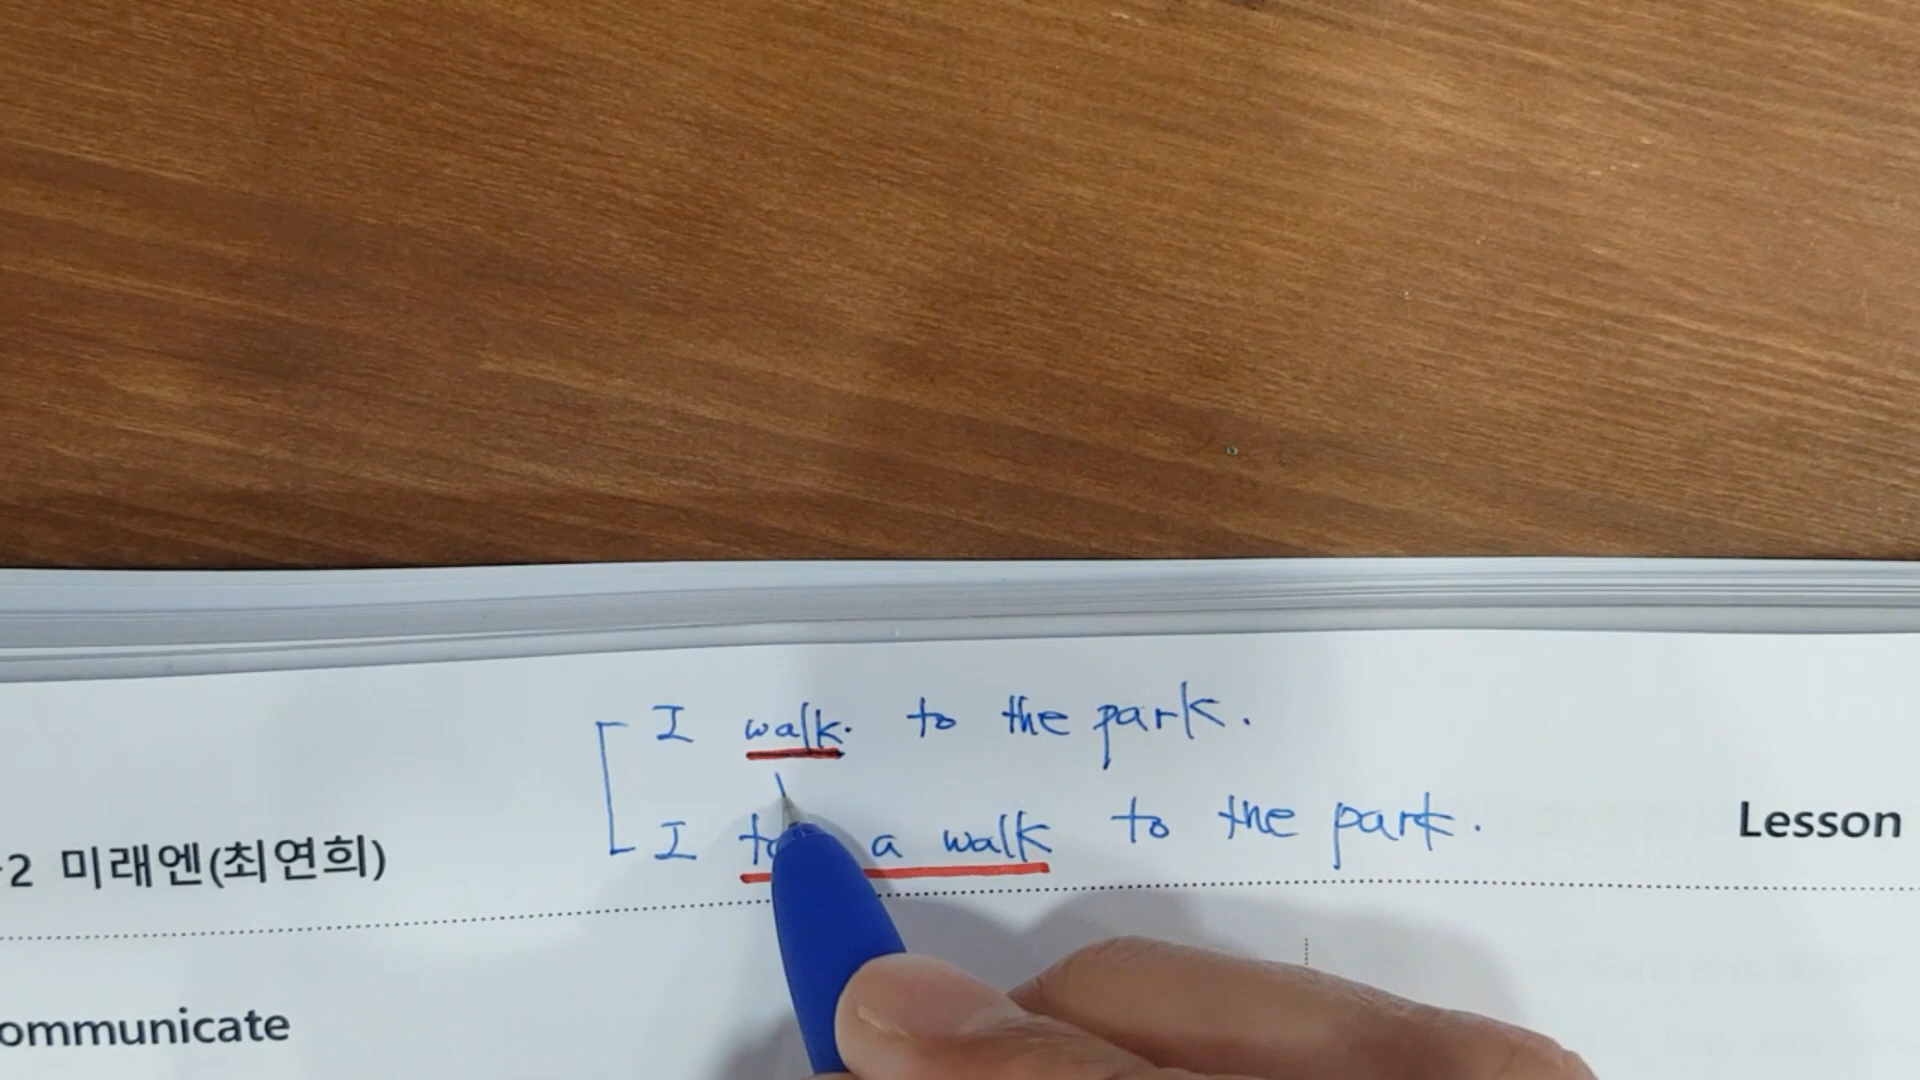 I walk. to the park.
I a walk to the park.
-2 미래엔(최연희)
Lesson
ommunicate